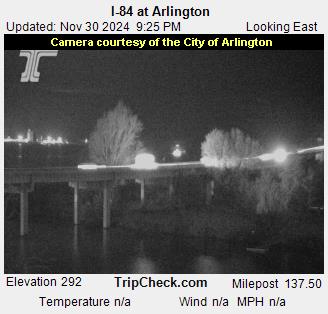 I-84 at Arlington
Updated: Nov 30 2024 9:25 PM Looking East
Camera courtesy of the City of Arlington
Elevation 292 TripCheck.com Milepost 137.50
Temperature n/a Wind n/a MPH n/a